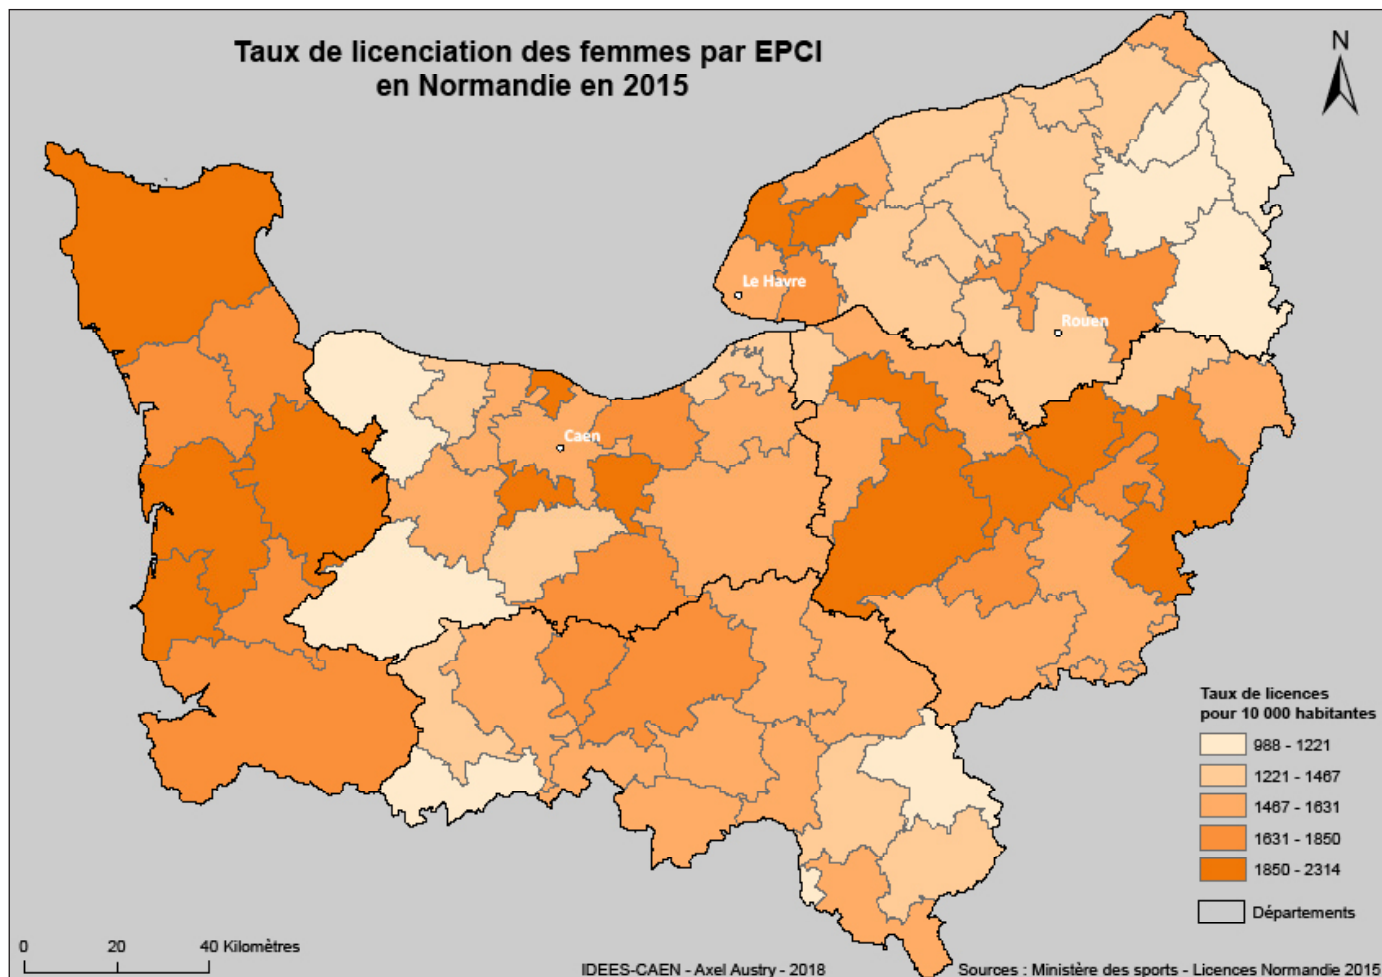 Taux de licenciation des femmes par EPCI
en Normandie en 2015
N
Le Havre
Rouen
Caen
Taux de licences
pour 10 000 habitantes
988 - 1221
1221 - 1467
1467 - 1631
1631 - 1850
1850 - 2314
Départements
0 20 40 Kilomètres
IDEES-CAEN - Axel Austry - 2018
Sources : Ministère des sports - Licences Normandie 2015